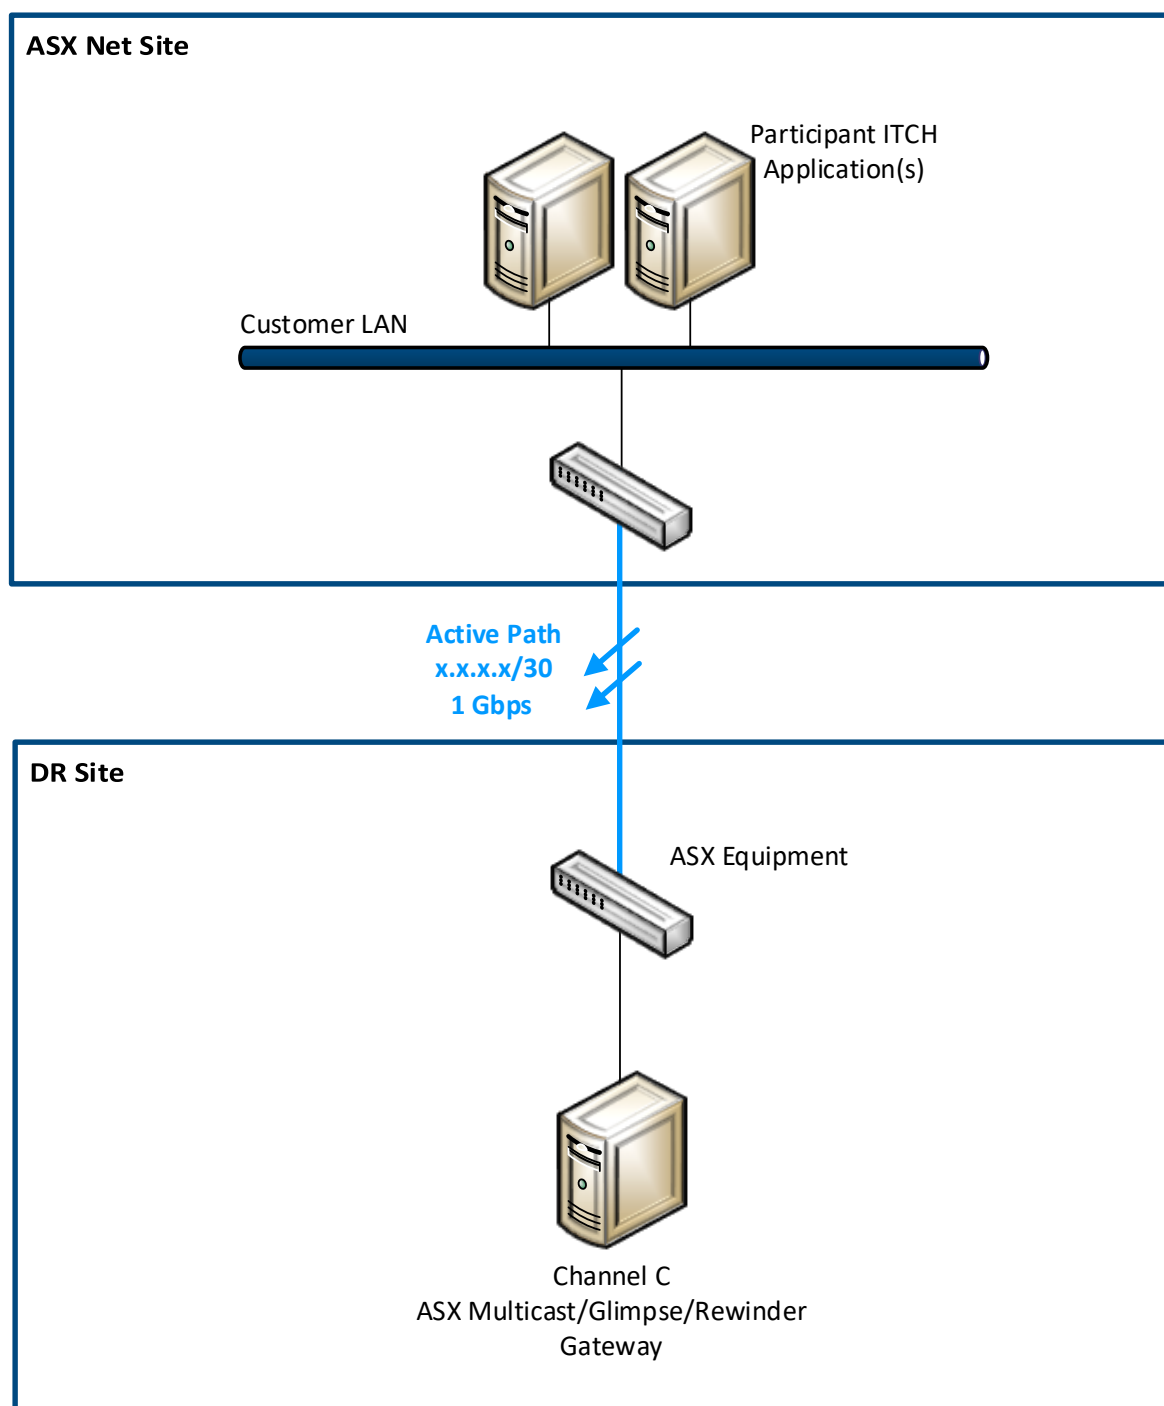 ASX Net Site
Participant ITCH
Application(s)
Customer LAN
Active Path
x.x.x.x/30
1 Gbps
DR Site
ASX Equipment
Channel C
ASX Multicast/Glimpse/Rewinder
Gateway